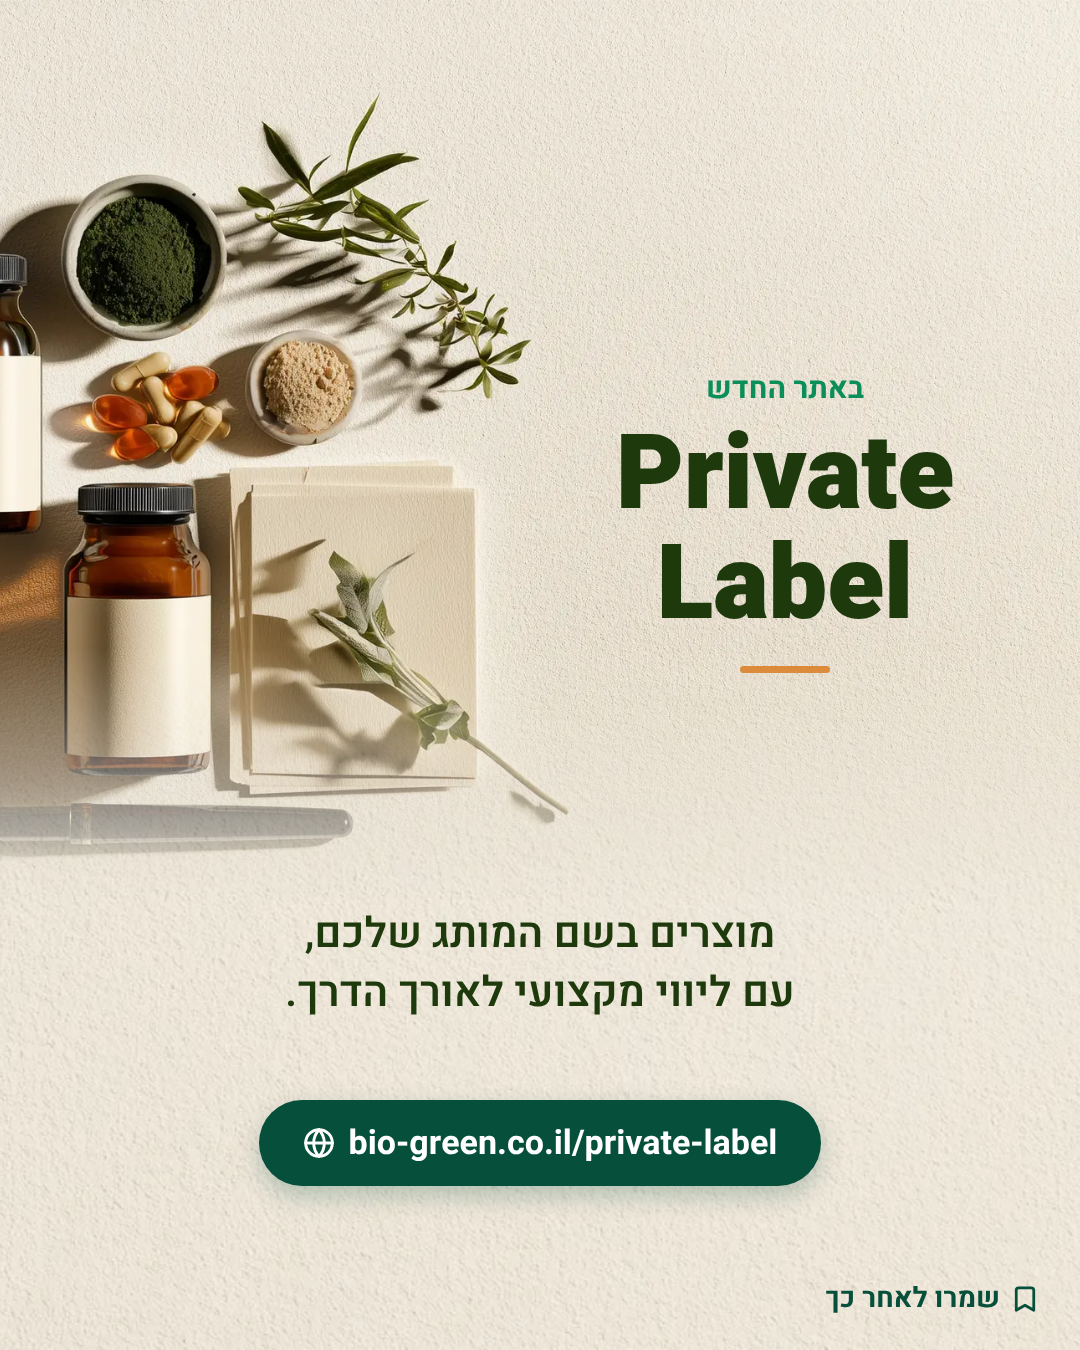 באתר החדש
Private
Label
מוצרים בשם המותג שלכם,
עם ליווי מקצועי לאורך הדרך.
bio-green.co.il/private-label
שמרו לאחר כך